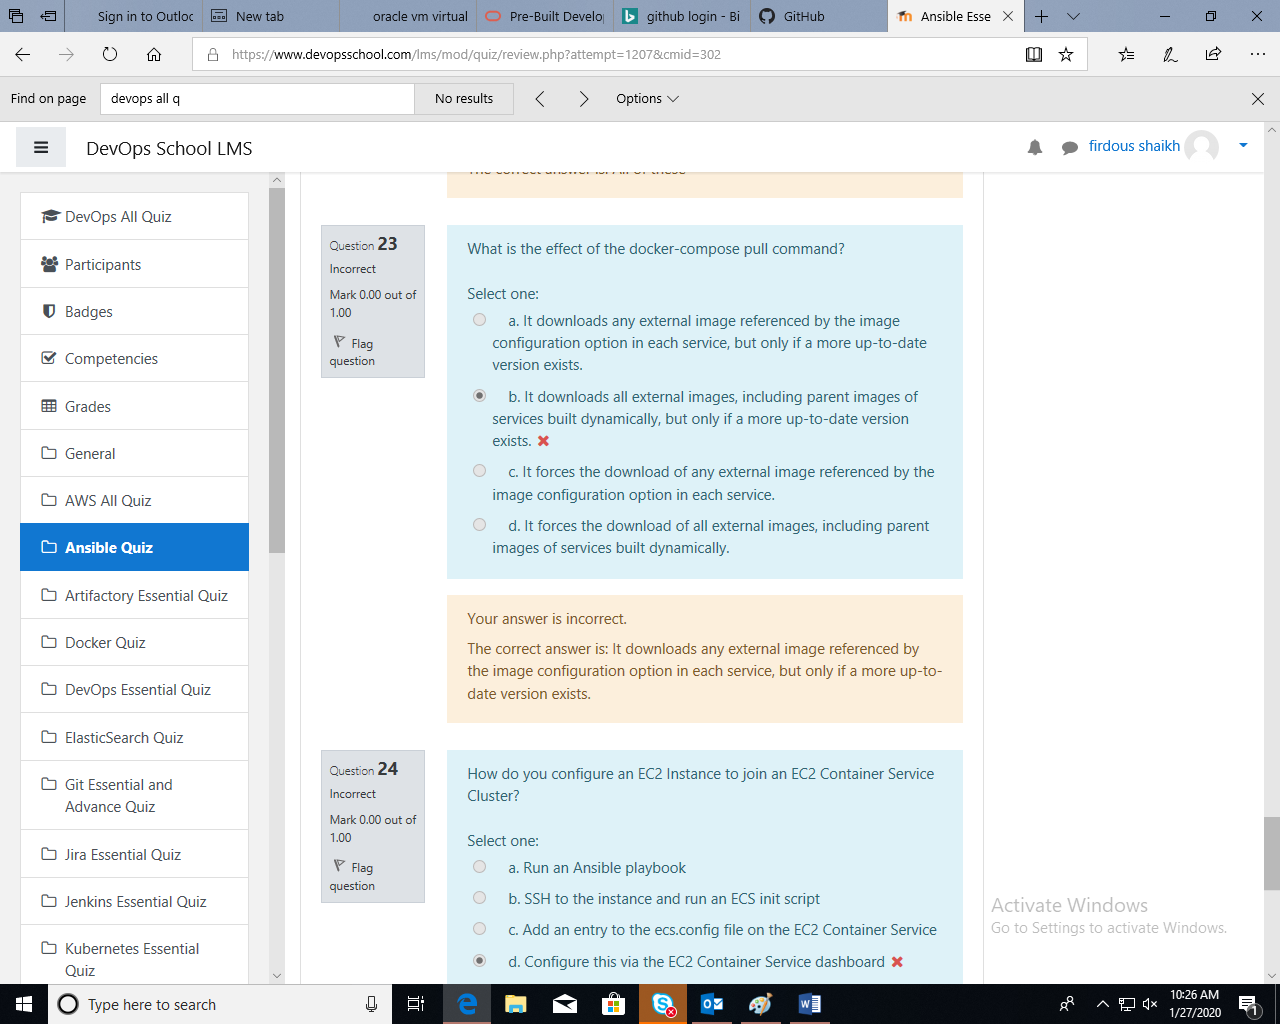 Sign in to Outloc
New tab
oracle vm virtual
Pre-Built Develo
github login - Bi
GitHub
Ansible Esse
https://www.devopsschool.com/lms/mod/quiz/review.php?attempt=1207&cmid=302
Find on page
devops all q
No results
Options
DevOps School LMS
firdous shaikh
DevOps All Quiz
Participants
Badges
Competencies
Grades
General
AWS All Quiz
Ansible Quiz
Artifactory Essential Quiz
Docker Quiz
DevOps Essential Quiz
ElasticSearch Quiz
Git Essential and
Advance Quiz
Jira Essential Quiz
Jenkins Essential Quiz
Kubernetes Essential
Quiz
The correct answer is: All of these
Question 23
Incorrect
Mark 0.00 out of
1.00
Flag
question
What is the effect of the docker-compose pull command?
Select one:
a. It downloads any external image referenced by the image
configuration option in each service, but only if a more up-to-date
version exists.
b. It downloads all external images, including parent images of
services built dynamically, but only if a more up-to-date version
exists.
c. It forces the download of any external image referenced by the
image configuration option in each service.
d. It forces the download of all external images, including parent
images of services built dynamically.
Your answer is incorrect.
The correct answer is: It downloads any external image referenced by
the image configuration option in each service, but only if a more up-to-
date version exists.
Question 24
Incorrect
Mark 0.00 out of
1.00
Flag
question
How do you configure an EC2 Instance to join an EC2 Container Service
Cluster?
Select one:
a. Run an Ansible playbook
b. SSH to the instance and run an ECS init script
c. Add an entry to the ecs.config file on the EC2 Container Service
d. Configure this via the EC2 Container Service dashboard
Activate Windows
Go to Settings to activate Windows.
Type here to search
10:26 AM
1/27/2020
1